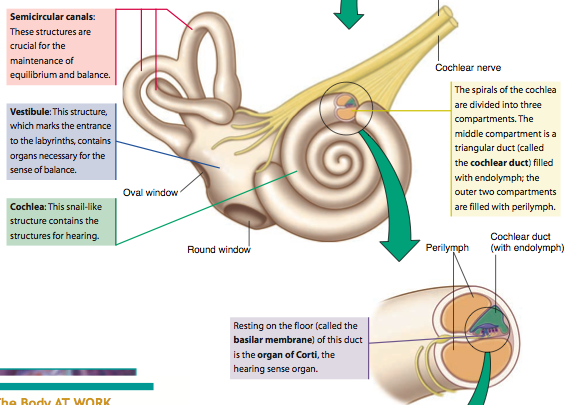 Semicircular canals:
These structures are
crucial for the
maintenance of
equilibrium and balance.
Vestibule: This structure,
which marks the entrance
to the labyrinths, contains
organs necessary for the
sense of balance.
Cochlea: This snail-like
structure contains the
structures for hearing.
Oval window
Round window
Cochlear nerve
The spirals of the cochlea
are divided into three
compartments. The
middle compartment is a
triangular duct (called
the cochlear duct) filled
with endolymph; the
outer two compartments
are filled with perilymph.
Perilymph
Cochlear duct
(with endolymph)
Resting on the floor (called the
basilar membrane) of this duct
is the organ of Corti, the
hearing sense organ.
The Body AT WORK